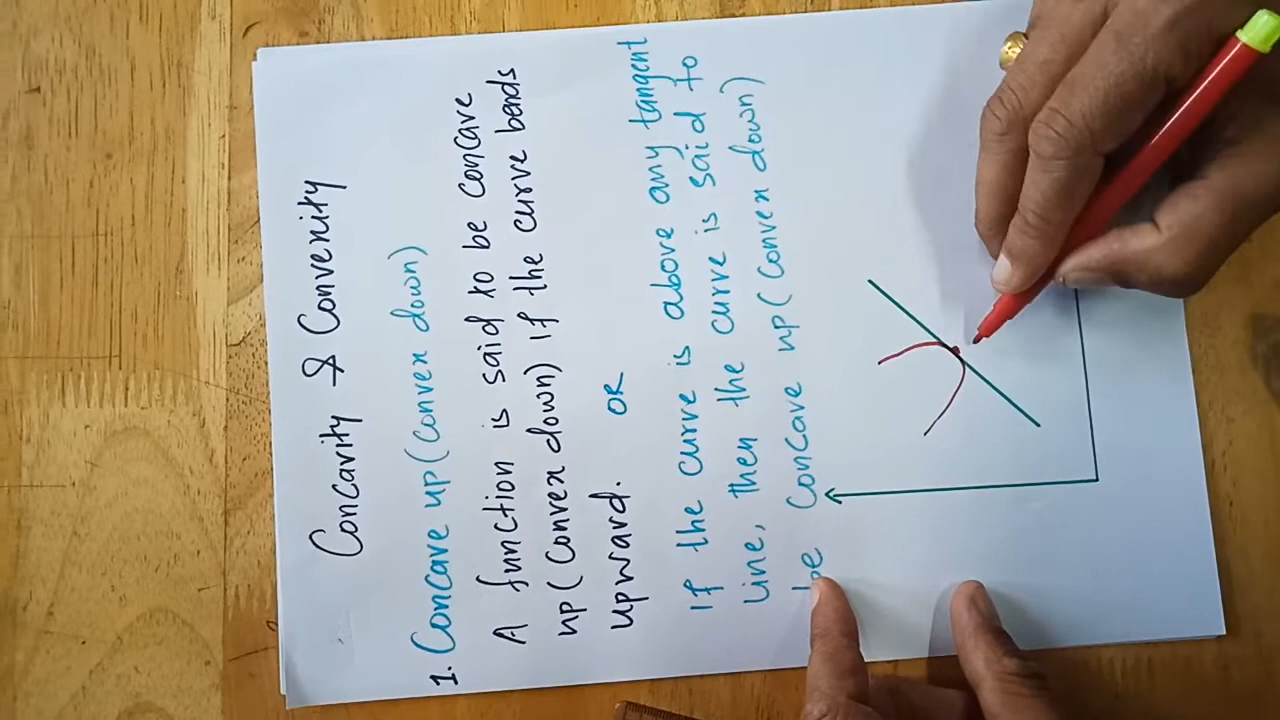 Concavity & Convexity
1. Concave up (Convex down)
A function is said to be concave
up (Convex down) if the curve bends
upward. OR
If the curve is above any tangent
line, then the curve is said to
be Concave up (Convex down)